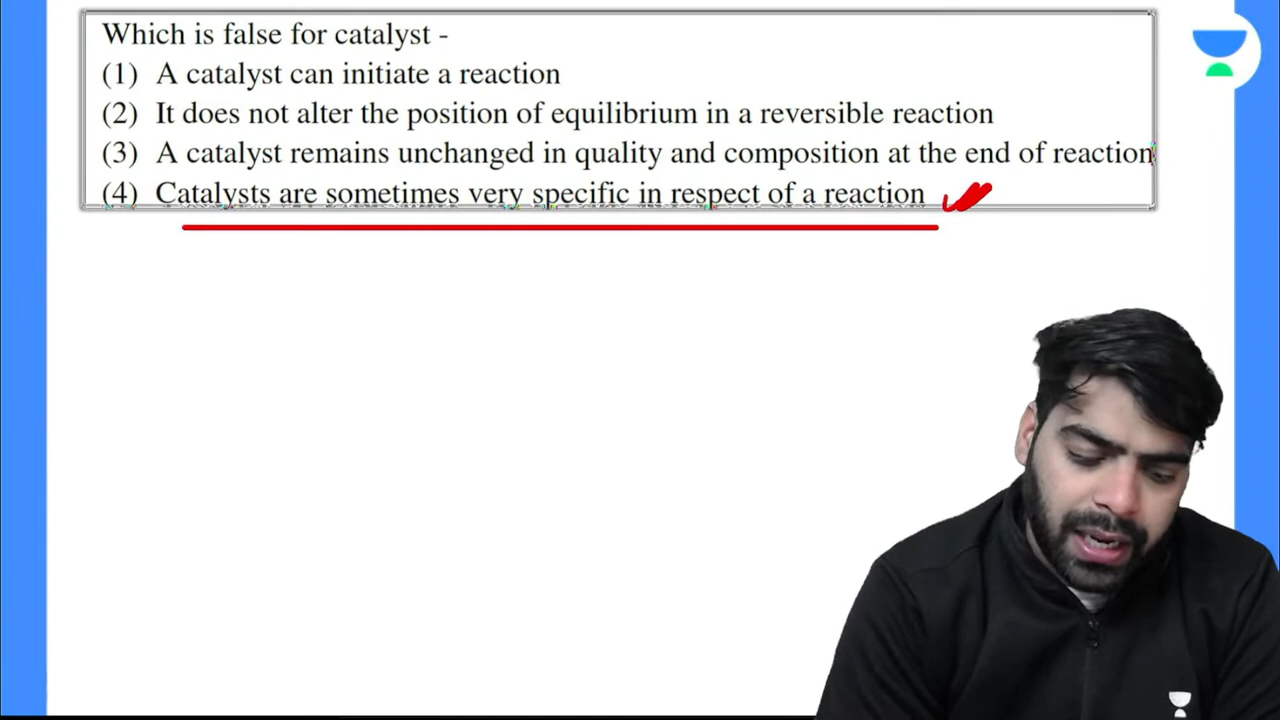 Which is false for catalyst -
(1) A catalyst can initiate a reaction
(2) It does not alter the position of equilibrium in a reversible reaction
(3) A catalyst remains unchanged in quality and composition at the end of reaction
(4) Catalysts are sometimes very specific in respect of a reaction